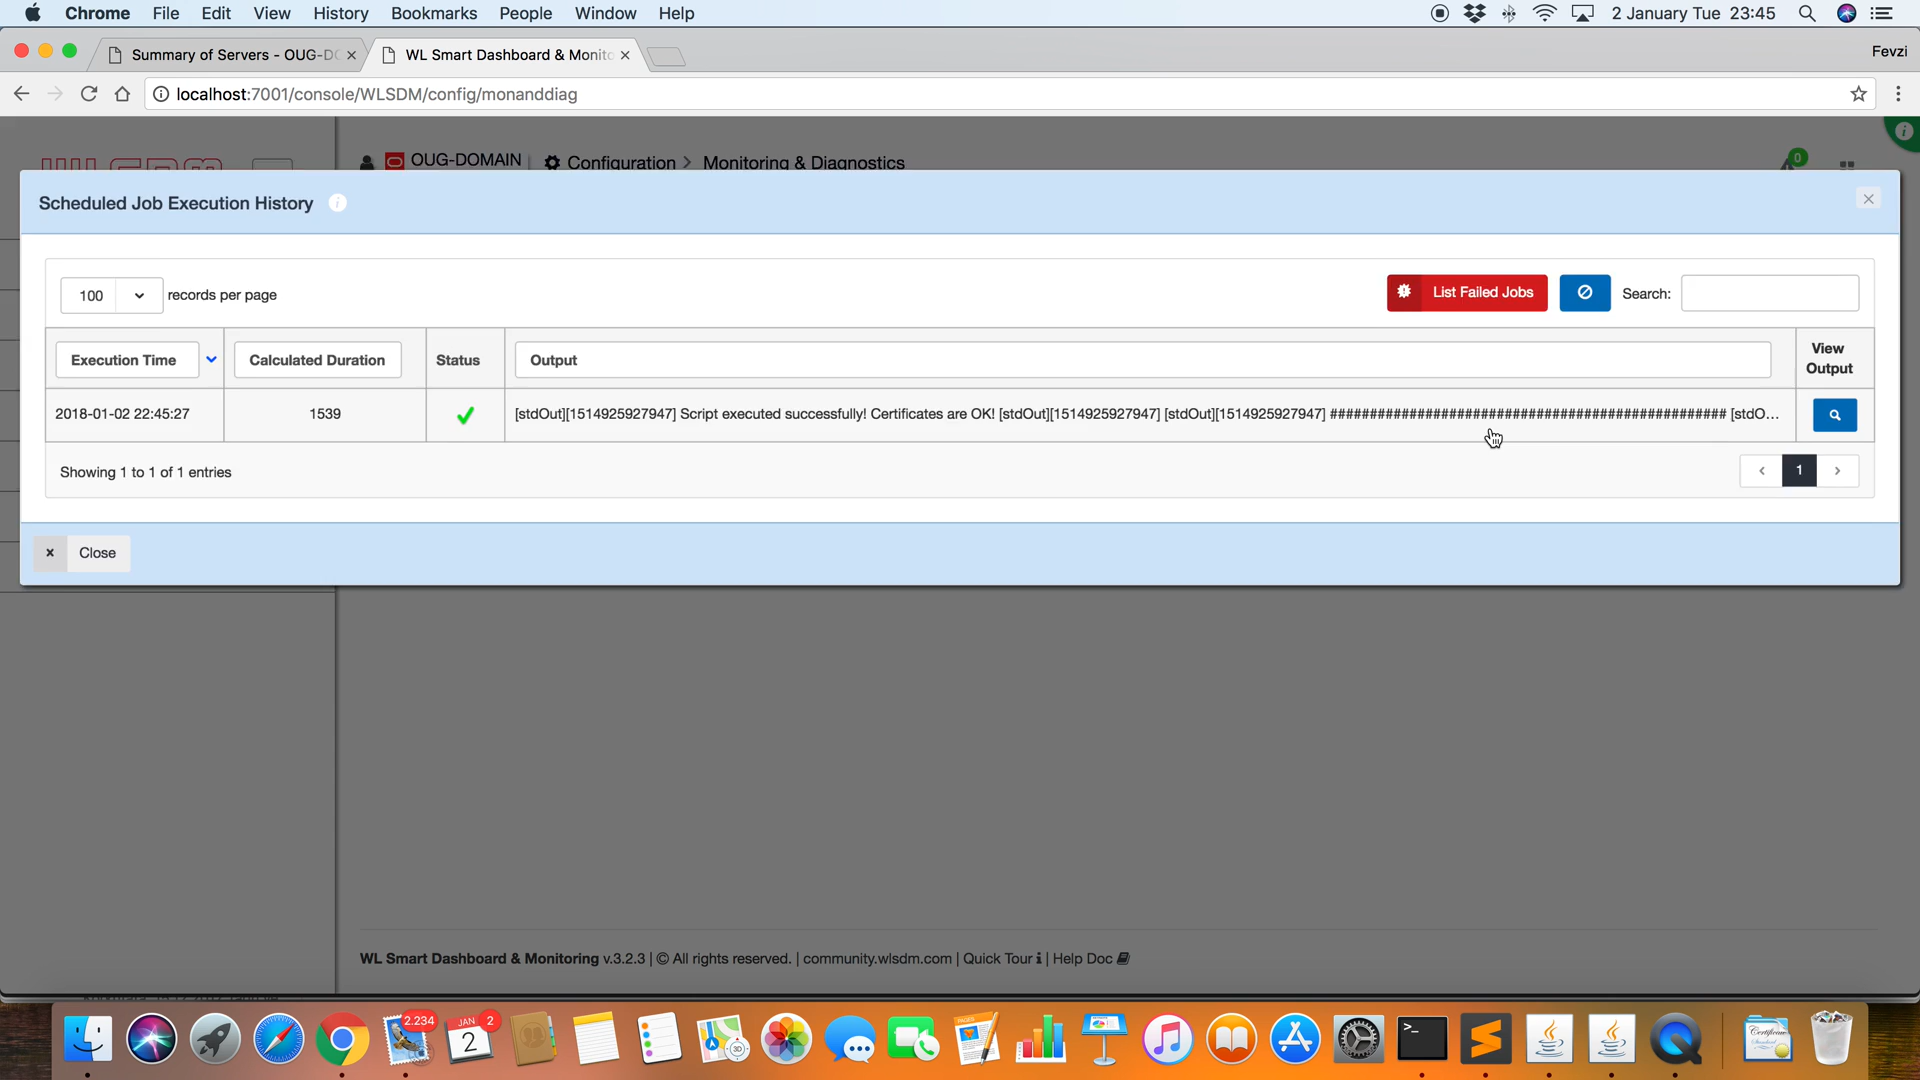 Chrome File Edit View History Bookmarks People Window Help 2 January Tue 23:45
Summary of Servers - OUG-DO WL Smart Dashboard & Monito Fevzi
localhost:7001/console/WLSDM/config/monanddiag
OUG-DOMAIN Configuration > Monitoring & Diagnostics 0
Scheduled Job Execution History
100 records per page List Failed Jobs Search:
Execution Time Calculated Duration Status Output View Output
2018-01-02 22:45:27 1539 [stdOut][1514925927947] Script executed successfully! Certificates are OK! [stdOut][1514925927947] [stdOut][1514925927947] ################################################## [stdO...
Showing 1 to 1 of 1 entries ‹ 1 ›
× Close
WL Smart Dashboard & Monitoring v.3.2.3 | © All rights reserved. | community.wlsdm.com | Quick Tour | Help Doc
2.234 JAN 2 2